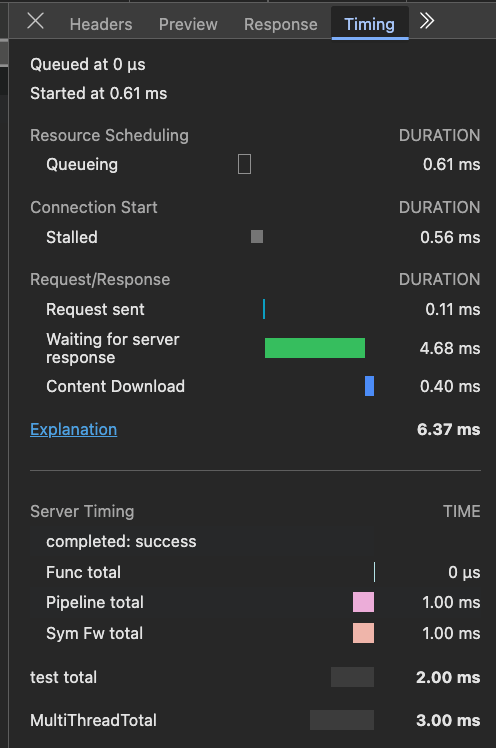 Headers Preview Response Timing
Queued at 0 μs
Started at 0.61 ms
Resource Scheduling DURATION
Queueing 0.61 ms
Connection Start DURATION
Stalled 0.56 ms
Request/Response DURATION
Request sent 0.11 ms
Waiting for server
response 4.68 ms
Content Download 0.40 ms
Explanation 6.37 ms
Server Timing TIME
completed: success
Func total 0 μs
Pipeline total 1.00 ms
Sym Fw total 1.00 ms
test total 2.00 ms
MultiThreadTotal 3.00 ms